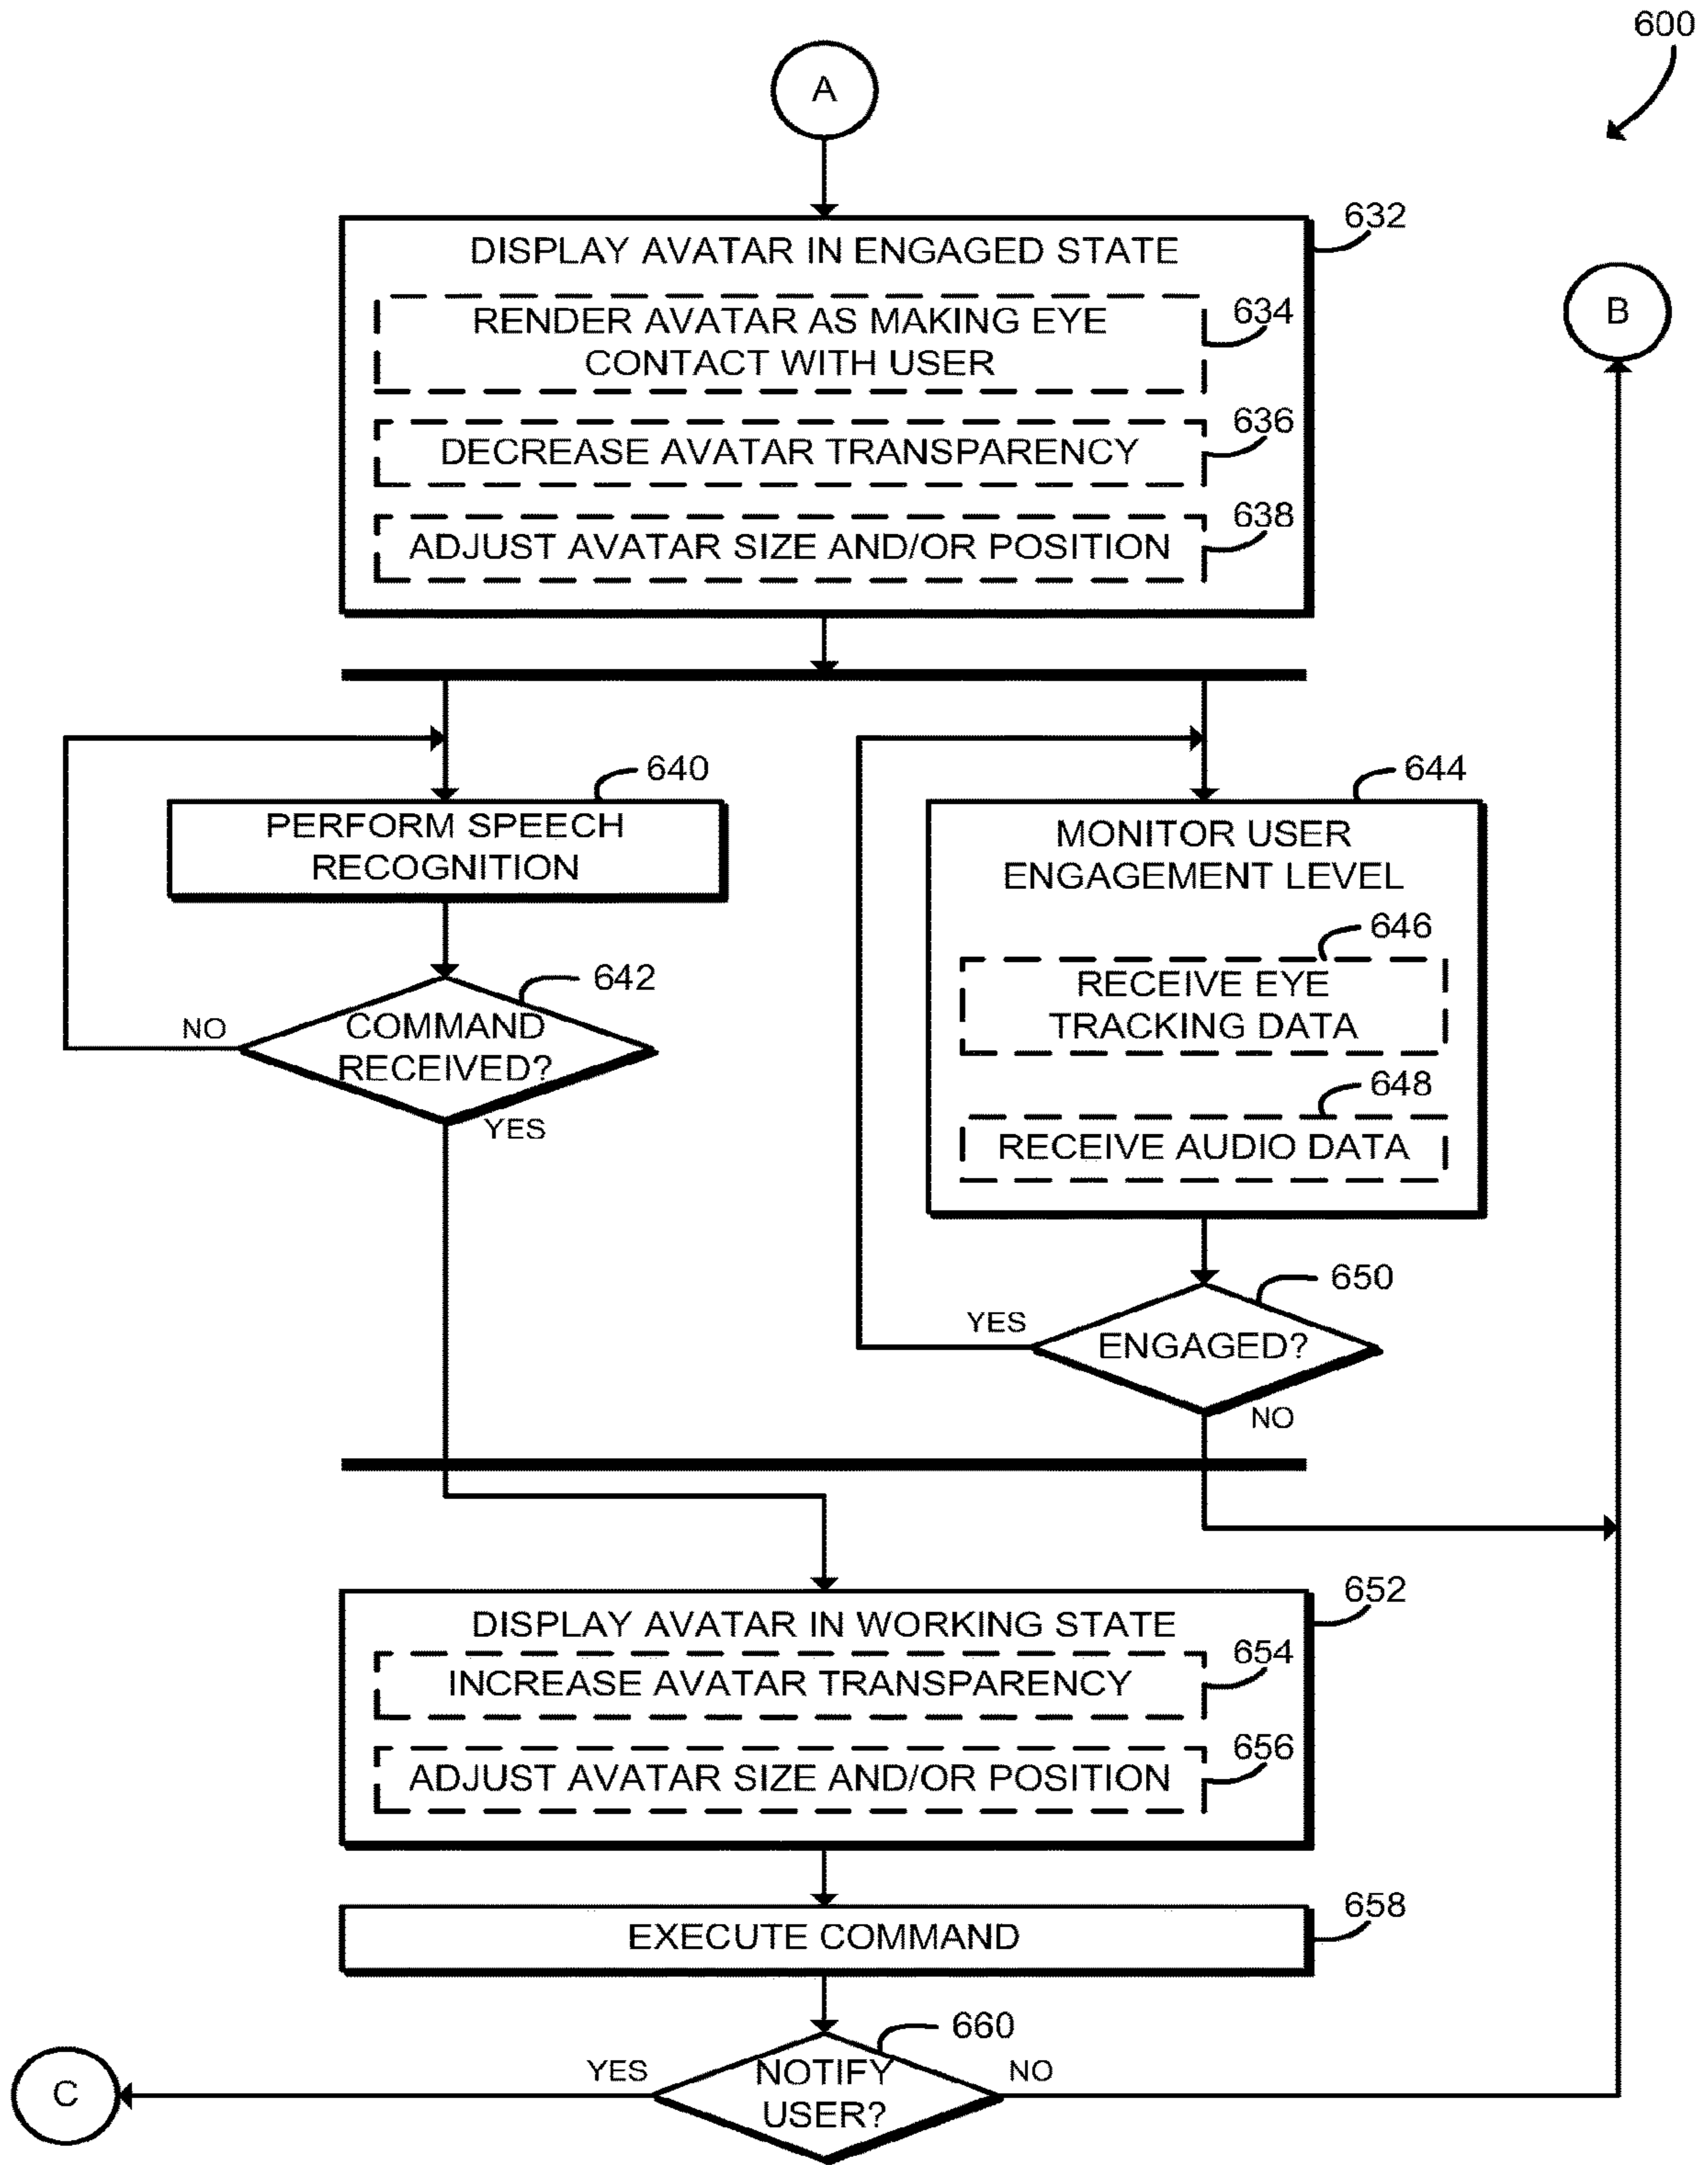 600
A
632
DISPLAY AVATAR IN ENGAGED STATE
634
RENDER AVATAR AS MAKING EYE
CONTACT WITH USER
B
636
DECREASE AVATAR TRANSPARENCY
638
ADJUST AVATAR SIZE AND/OR POSITION
640
PERFORM SPEECH
RECOGNITION
642
COMMAND
RECEIVED?
NO
YES
644
MONITOR USER
ENGAGEMENT LEVEL
646
RECEIVE EYE
TRACKING DATA
648
RECEIVE AUDIO DATA
650
ENGAGED?
YES
NO
652
DISPLAY AVATAR IN WORKING STATE
654
INCREASE AVATAR TRANSPARENCY
656
ADJUST AVATAR SIZE AND/OR POSITION
658
EXECUTE COMMAND
660
NOTIFY
USER?
YES
NO
C